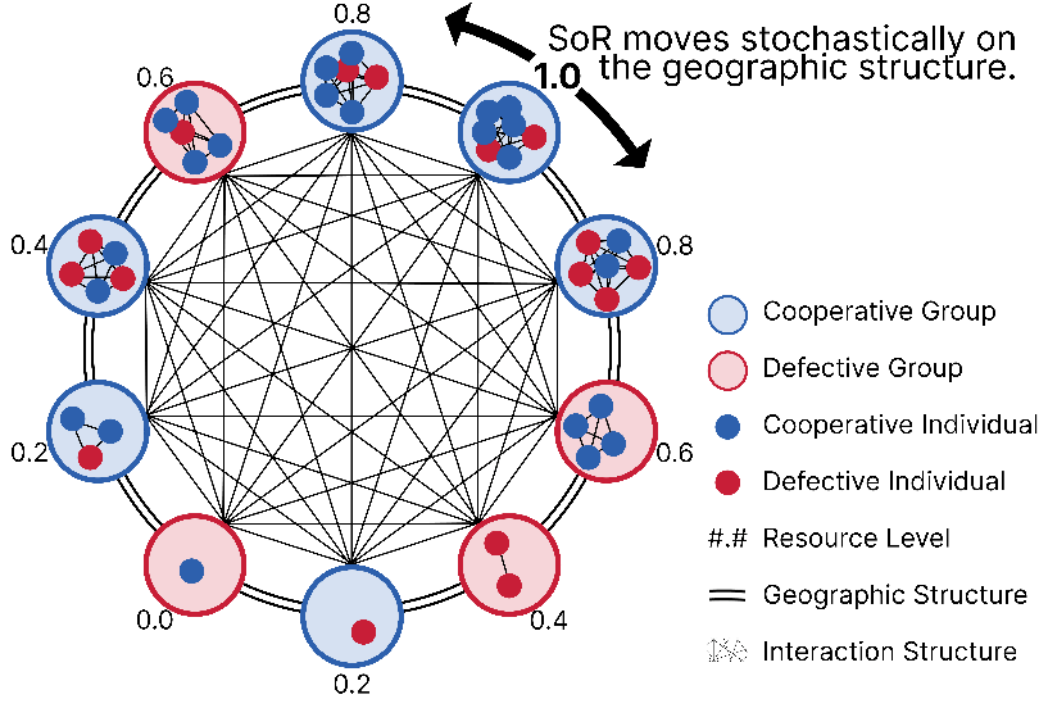 0.8
SoR moves stochastically on
the geographic structure.
1.0
0.6
0.4
0.8
0.2
0.6
0.0
0.4
0.2
Cooperative Group
Defective Group
Cooperative Individual
Defective Individual
#.# Resource Level
Geographic Structure
Interaction Structure